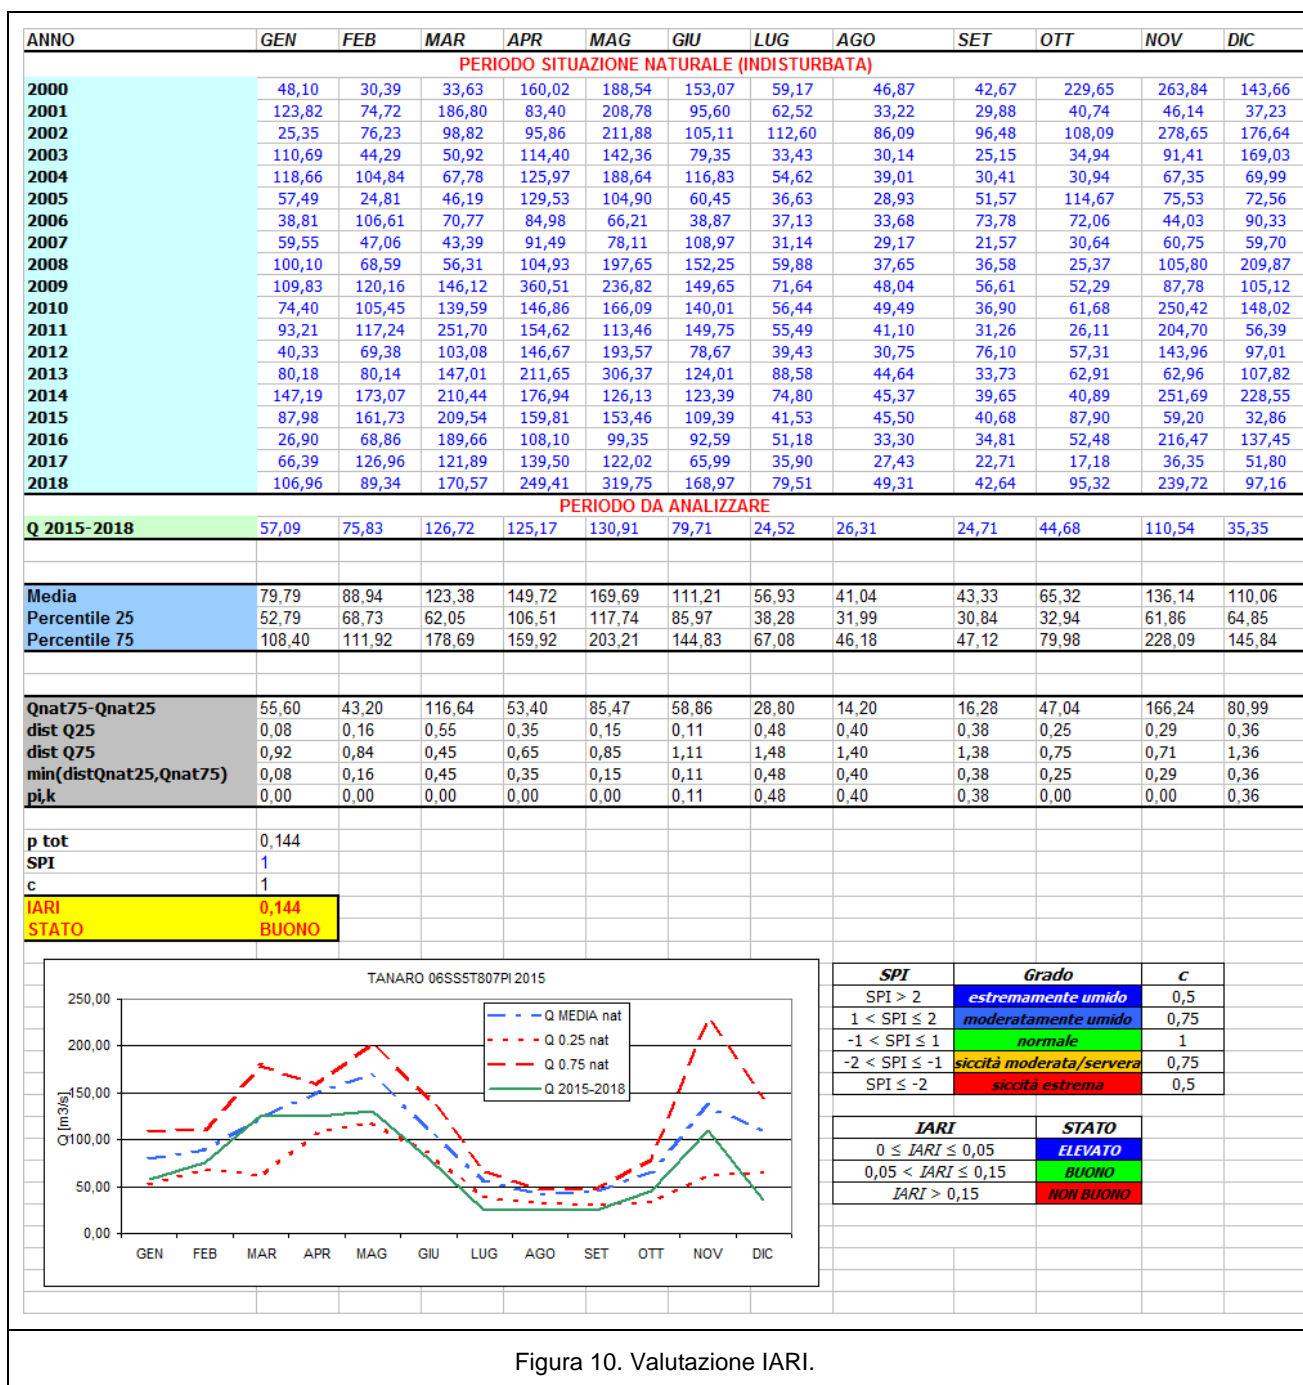 ANNO GEN FEB MAR APR MAG GIU LUG AGO SET OTT NOV DIC
PERIODO SITUAZIONE NATURALE (INDISTURBATA)
2000 48,10 30,39 33,63 160,02 188,54 153,07 59,17 46,87 42,67 229,65 263,84 143,66
2001 123,82 74,72 186,80 83,40 208,78 95,60 62,52 33,22 29,88 40,74 46,14 37,23
2002 25,35 76,23 98,82 95,86 211,88 105,11 112,60 86,09 96,48 108,09 278,65 176,64
2003 110,69 44,29 50,92 114,40 142,36 79,35 33,43 30,14 25,15 34,94 91,41 169,03
2004 118,66 104,84 67,78 125,97 188,64 116,83 54,62 39,01 30,41 30,94 67,35 69,99
2005 57,49 24,81 46,19 129,53 104,90 60,45 36,63 28,93 51,57 114,67 75,53 72,56
2006 38,81 106,61 70,77 84,98 66,21 38,87 37,13 33,68 73,78 72,06 44,03 90,33
2007 59,55 47,06 43,39 91,49 78,11 108,97 31,14 29,17 21,57 30,64 60,75 59,70
2008 100,10 68,59 56,31 104,93 197,65 152,25 59,88 37,65 36,58 25,37 105,80 209,87
2009 109,83 120,16 146,12 360,51 236,82 149,65 71,64 48,04 56,61 52,29 87,78 105,12
2010 74,40 105,45 139,59 146,86 166,09 140,01 56,44 49,49 36,90 61,68 250,42 148,02
2011 93,21 117,24 251,70 154,62 113,46 149,75 55,49 41,10 31,26 26,11 204,70 56,39
2012 40,33 69,38 103,08 146,67 193,57 78,67 39,43 30,75 76,10 57,31 143,96 97,01
2013 80,18 80,14 147,01 211,65 306,37 124,01 88,58 44,64 33,73 62,91 62,96 107,82
2014 147,19 173,07 210,44 176,94 126,13 123,39 74,80 45,37 39,65 40,89 251,69 228,55
2015 87,98 161,73 209,54 159,81 153,46 109,39 41,53 45,50 40,68 87,90 59,20 32,86
2016 26,90 68,86 189,66 108,10 99,35 92,59 51,18 33,30 34,81 52,48 216,47 137,45
2017 66,39 126,96 121,89 139,50 122,02 65,99 35,90 27,43 22,71 17,18 36,35 51,80
2018 106,96 89,34 170,57 249,41 319,75 168,97 79,51 49,31 42,64 95,32 239,72 97,16
PERIODO DA ANALIZZARE
Q 2015-2018 57,09 75,83 126,72 125,17 130,91 79,71 24,52 26,31 24,71 44,68 110,54 35,35
Media 79,79 88,94 123,38 149,72 169,69 111,21 56,93 41,04 43,33 65,32 136,14 110,06
Percentile 25 52,79 68,73 62,05 106,51 117,74 85,97 38,28 31,99 30,84 32,94 61,86 64,85
Percentile 75 108,40 111,92 178,69 159,92 203,21 144,83 67,08 46,18 47,12 79,98 228,09 145,84
Qnat75-Qnat25 55,60 43,20 116,64 53,40 85,47 58,86 28,80 14,20 16,28 47,04 166,24 80,99
dist Q25 0,08 0,16 0,55 0,35 0,15 0,11 0,48 0,40 0,38 0,25 0,29 0,36
dist Q75 0,92 0,84 0,45 0,65 0,85 1,11 1,48 1,40 1,38 0,75 0,71 1,36
min(distQnat25,Qnat75) 0,08 0,16 0,45 0,35 0,15 0,11 0,48 0,40 0,38 0,25 0,29 0,36
pi,k 0,00 0,00 0,00 0,00 0,00 0,11 0,48 0,40 0,38 0,00 0,00 0,36
p tot 0,144
SPI 1
c 1
IARI 0,144
STATO BUONO
TANARO 06SS5T807PI 2015
250,00
200,00
150,00
100,00
50,00
0,00
Q [m3/s]
GEN FEB MAR APR MAG GIU LUG AGO SET OTT NOV DIC
Q MEDIA nat
Q 0.25 nat
Q 0.75 nat
Q 2015-2018
SPI Grado c
SPI > 2 estremamente umido 0,5
1 < SPI ≤ 2 moderatamente umido 0,75
-1 < SPI ≤ 1 normale 1
-2 < SPI ≤ -1 siccità moderata/servera 0,75
SPI ≤ -2 siccità estrema 0,5
IARI STATO
0 ≤ IARI ≤ 0,05 ELEVATO
0,05 < IARI ≤ 0,15 BUONO
IARI > 0,15 NON BUONO
Figura 10. Valutazione IARI.